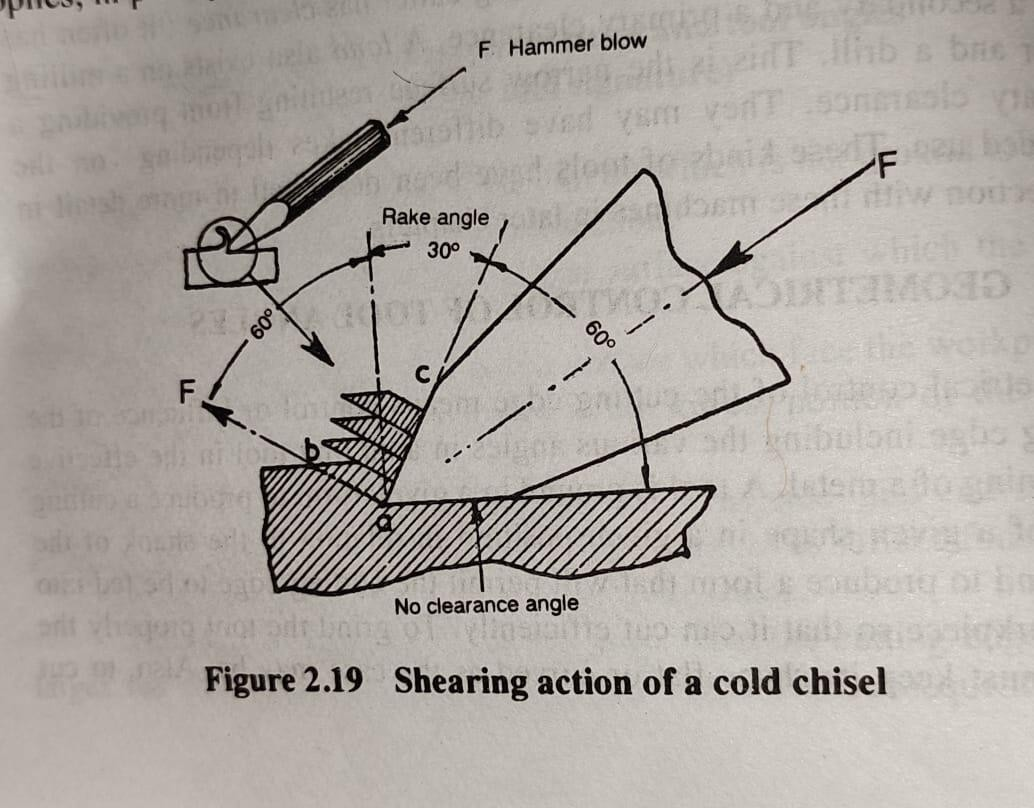 F. Hammer blow
F
Rake angle
30°
60°
60°
F
c
b
a
No clearance angle
Figure 2.19 Shearing action of a cold chisel